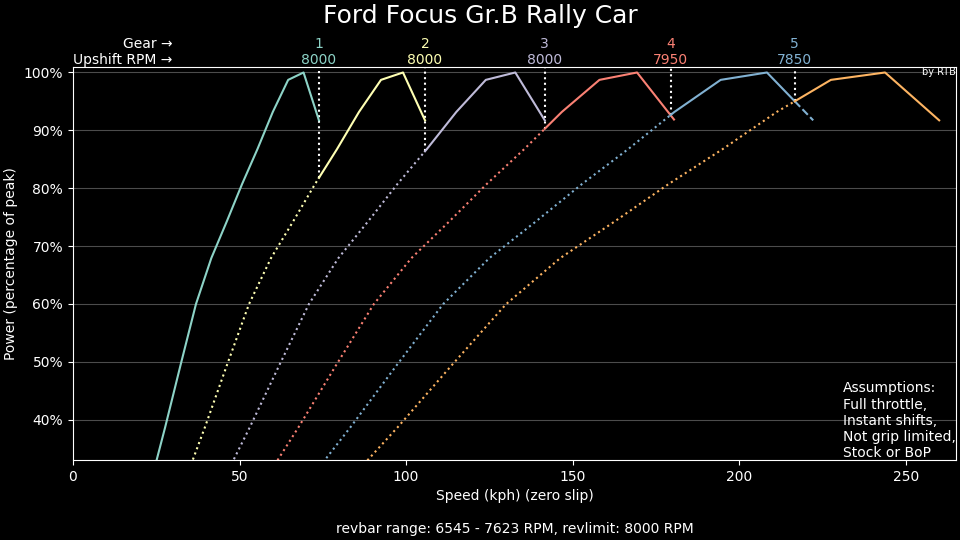 Ford Focus Gr.B Rally Car
Gear → 1 2 3 4 5
Upshift RPM → 8000 8000 8000 7950 7850
by RTB
100%
90%
80%
70%
60%
50%
40%
Power (percentage of peak)
Assumptions:
Full throttle,
Instant shifts,
Not grip limited,
Stock or BoP
0 50 100 150 200 250
Speed (kph) (zero slip)
revbar range: 6545 - 7623 RPM, revlimit: 8000 RPM